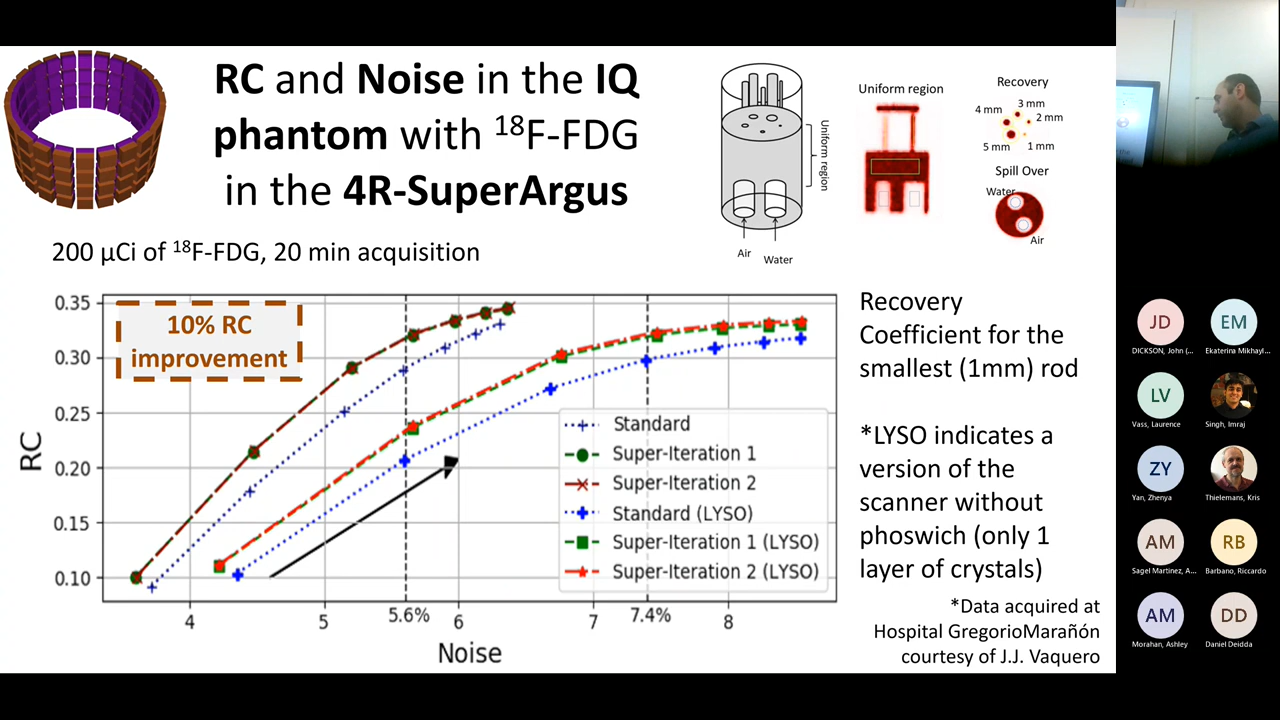 RC and Noise in the IQ
phantom with ¹⁸F-FDG
in the 4R-SuperArgus
200 µCi of ¹⁸F-FDG, 20 min acquisition
Uniform region
Air
Water
Uniform region
Recovery
3 mm
4 mm
2 mm
5 mm
1 mm
Spill Over
Water
Air
10% RC
improvement
RC
0.35
0.30
0.25
0.20
0.15
0.10
4
5
5.6%
6
7
7.4%
8
Noise
Standard
Super-Iteration 1
Super-Iteration 2
Standard (LYSO)
Super-Iteration 1 (LYSO)
Super-Iteration 2 (LYSO)
Recovery
Coefficient for the
smallest (1mm) rod
*LYSO indicates a
version of the
scanner without
phoswich (only 1
layer of crystals)
*Data acquired at
Hospital GregorioMarañón
courtesy of J.J. Vaquero
JD
DICKSON, John (...
EM
Ekaterina Mikhayl...
LV
Vass, Laurence
Singh, Imraj
ZY
Yan, Zhenya
Thielemans, Kris
AM
Sagel Martinez, A...
RB
Barbano, Riccardo
AM
Morahan, Ashley
DD
Daniel Deidda